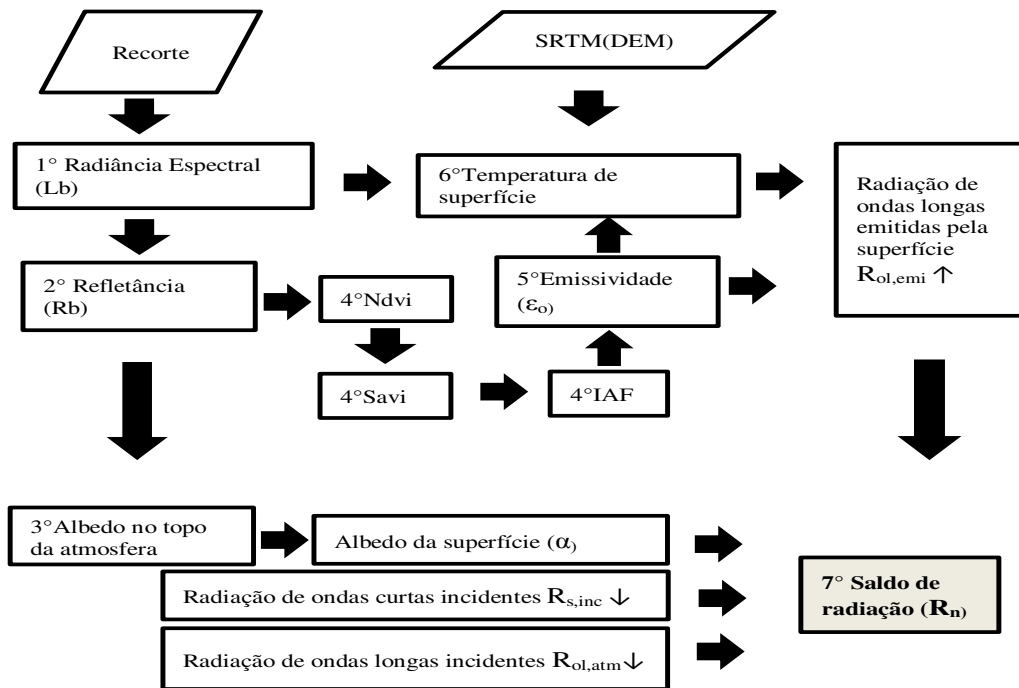 Recorte
SRTM(DEM)
1° Radiância Espectral
(Lb)
6°Temperatura de
superfície
Radiação de
ondas longas
emitidas pela
superfície
Rol,emi ↑
2° Refletância
(Rb)
4°Ndvi
5°Emissividade
(εo)
4°Savi
4°IAF
3°Albedo no topo
da atmosfera
Albedo da superfície (α)
Radiação de ondas curtas incidentes Rs,inc ↓
Radiação de ondas longas incidentes Rol,atm↓
7° Saldo de
radiação (Rn)